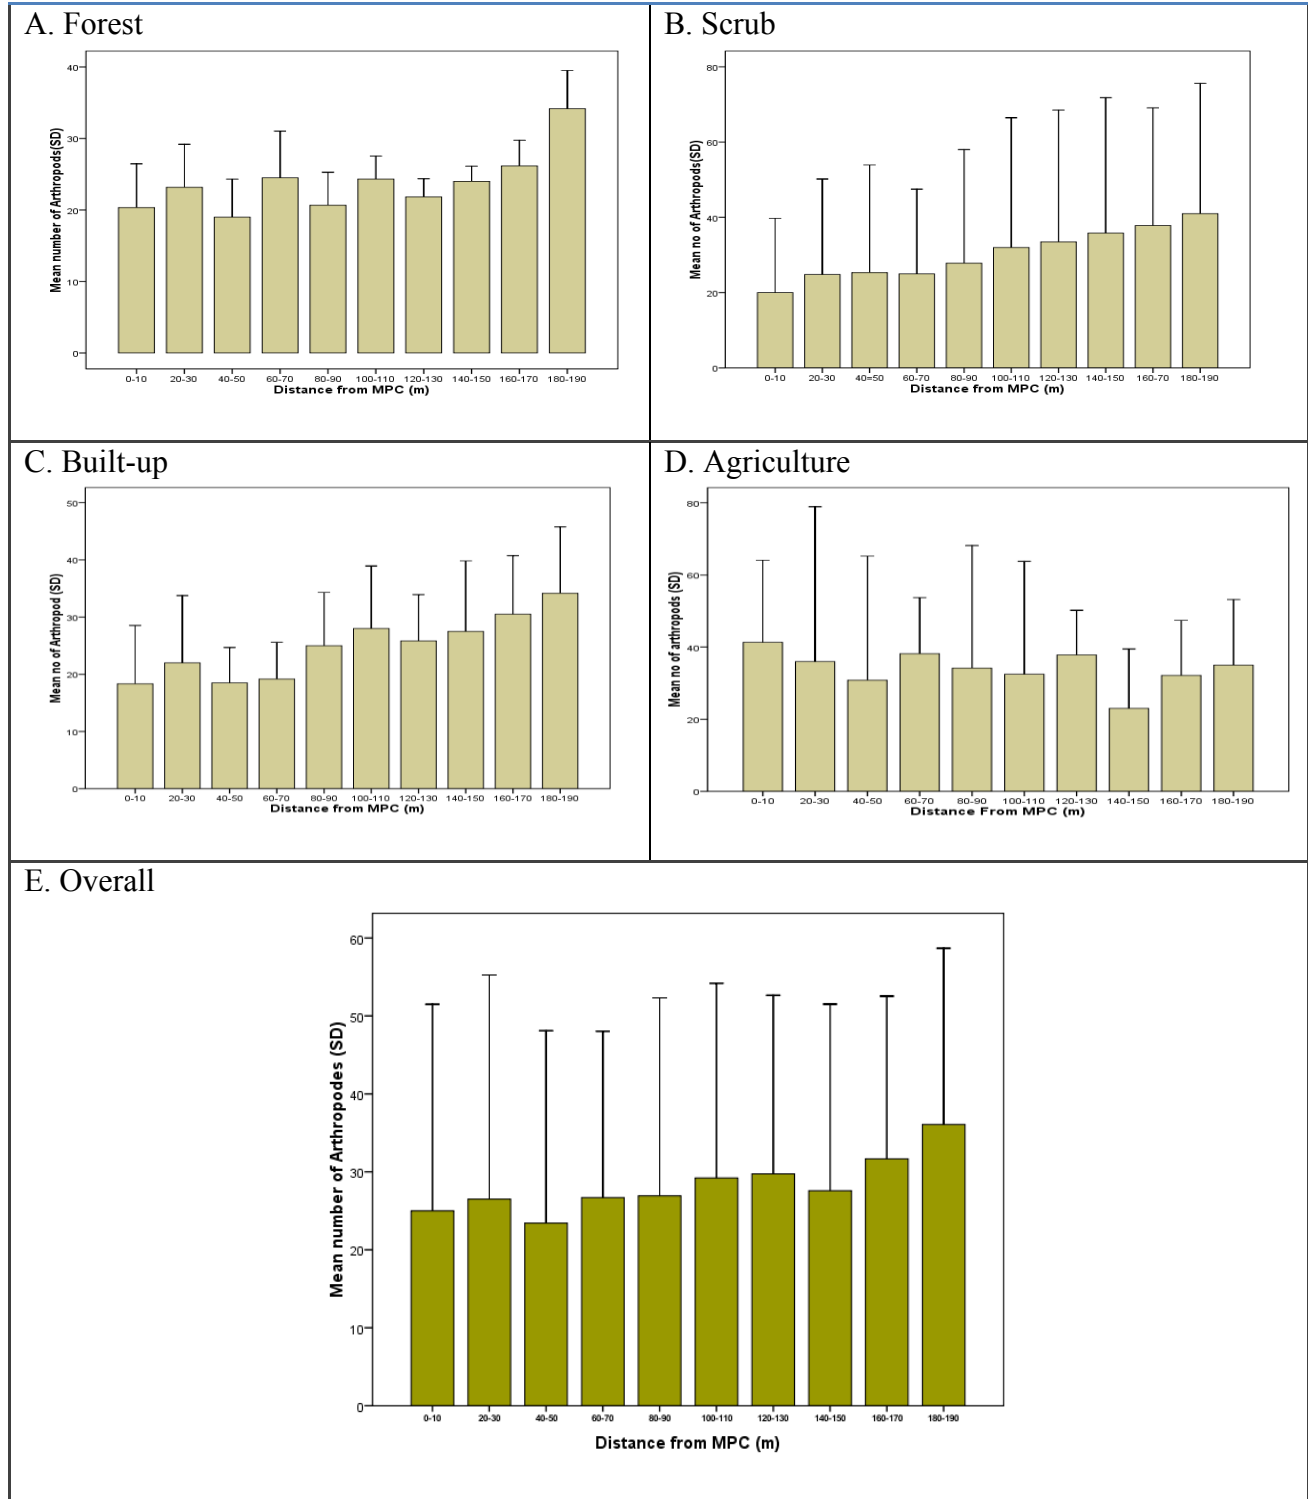 A. Forest
Mean number of Arthropods(SD)
40
30
20
10
0
0-10 20-30 40-50 60-70 80-90 100-110 120-130 140-150 160-170 180-190
Distance from MPC (m)
B. Scrub
Mean no of Arthropods(SD)
80
60
40
20
0
0-10 20-30 40=50 60-70 80-90 100-110 120-130 140-150 160-70 180-190
Distance from MPC (m)
C. Built-up
Mean no of Arthropod (SD)
50
40
30
20
10
0
0-10 20-30 40-50 60-70 80-90 100-110 120-130 140-150 160-170 180-190
Distance from MPC (m)
D. Agriculture
Mean no of arthropods (SD)
80
60
40
20
0
0-10 20-30 40-50 60-70 80-90 100-110 120-130 140-150 160-170 180-190
Distance From MPC (m)
E. Overall
Mean number of Arthropodes (SD)
60
50
40
30
20
10
0
0-10 20-30 40-50 60-70 80-90 100-110 120-130 140-150 160-170 180-190
Distance from MPC (m)